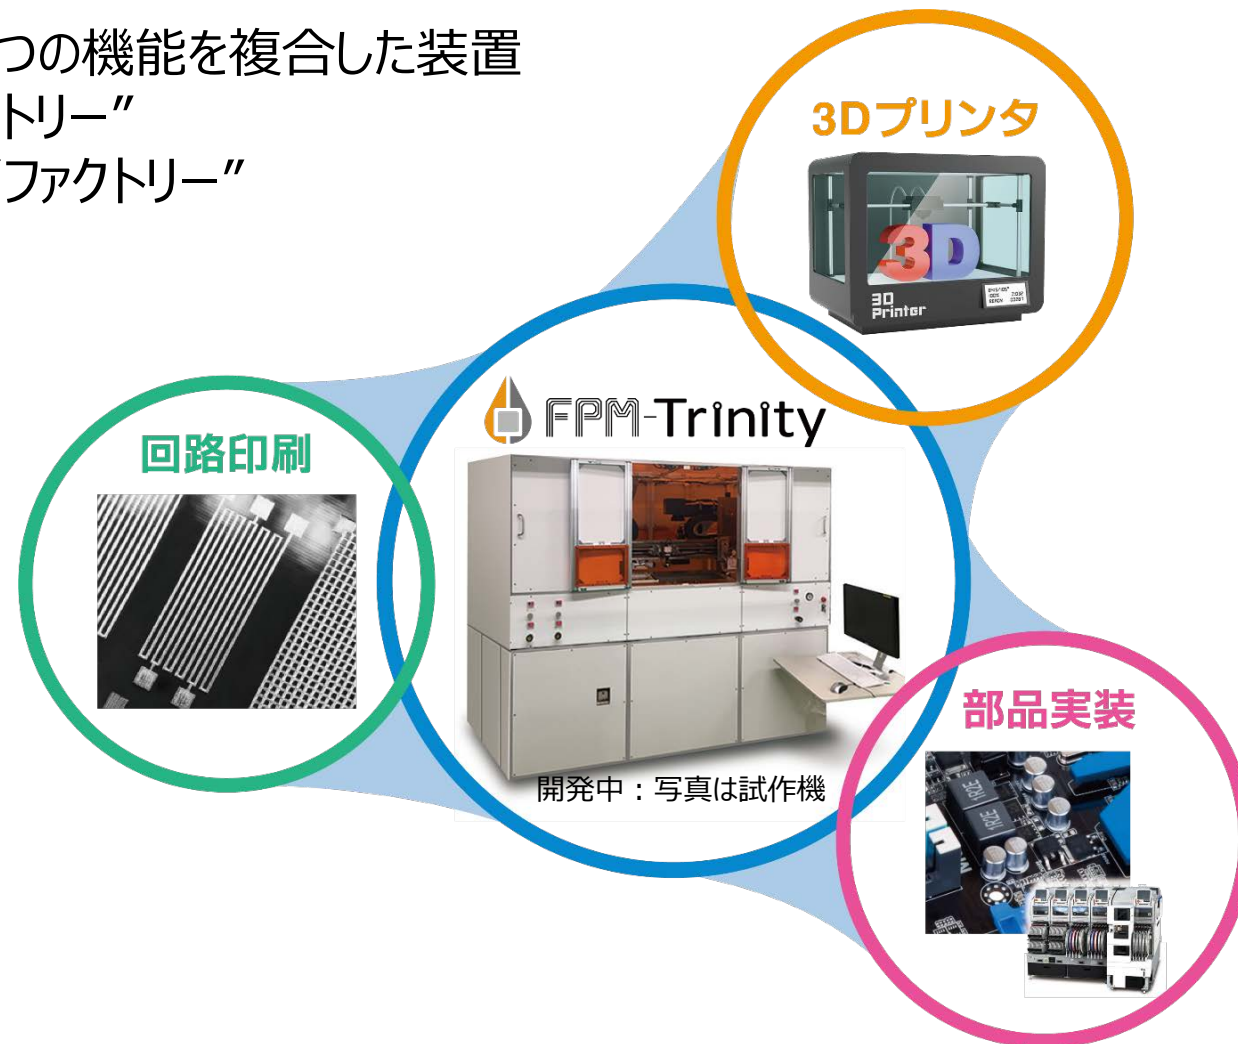 つの機能を複合した装置
トリー”
ファクトリー”
3Dプリンタ
3D
3D
Printer
FPM-Trinity
回路印刷
開発中：写真は試作機
部品実装
1R2E
1R2E